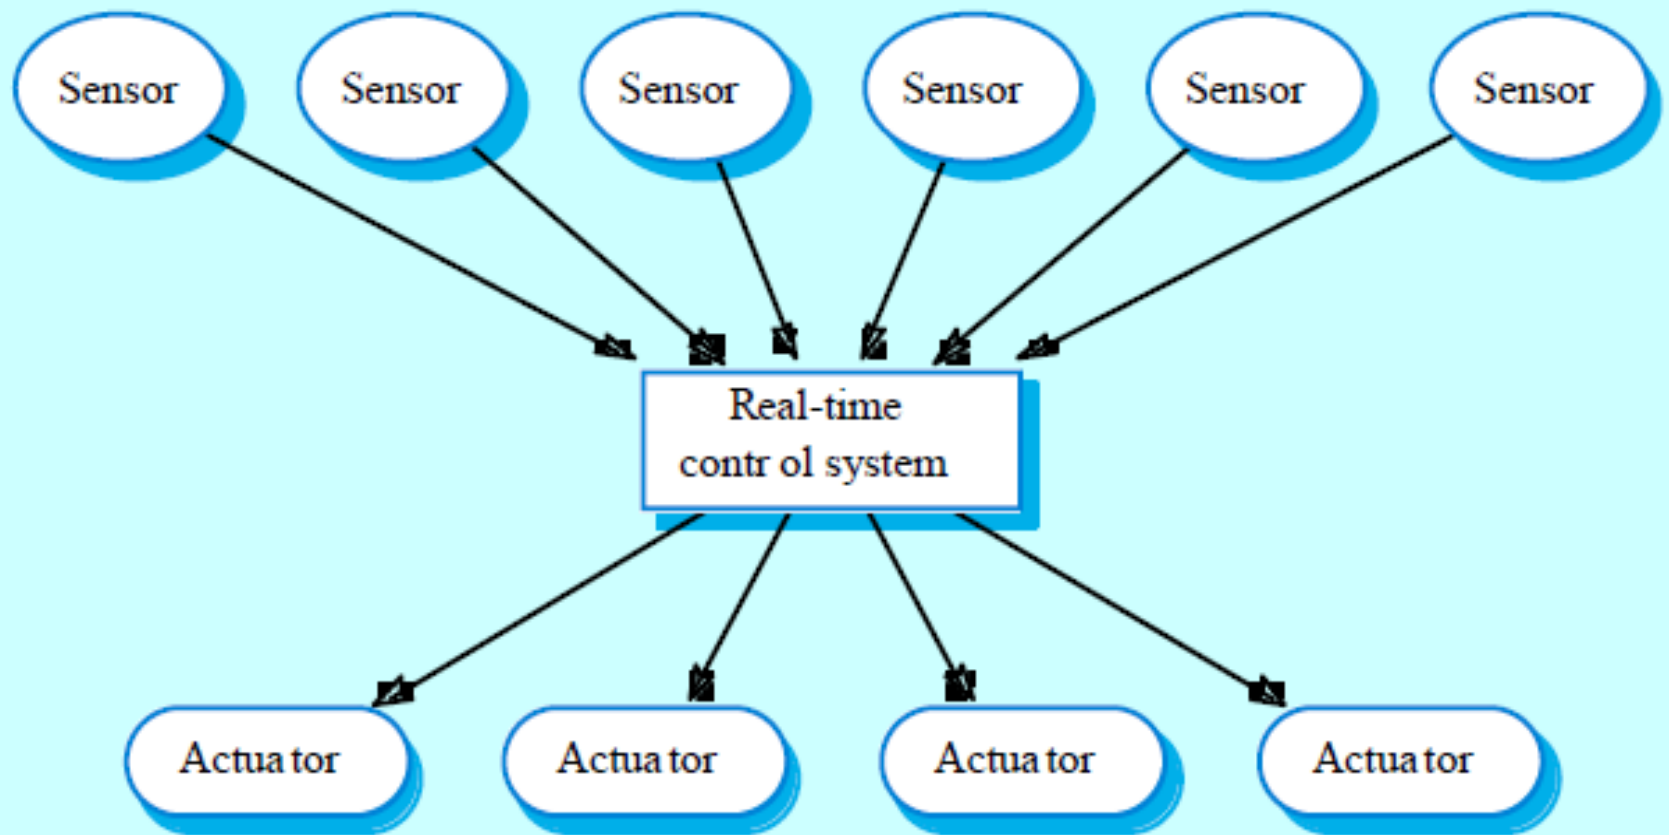 Sensor
Sensor
Sensor
Sensor
Sensor
Sensor
Real-time
contr ol system
Actua tor
Actua tor
Actua tor
Actua tor